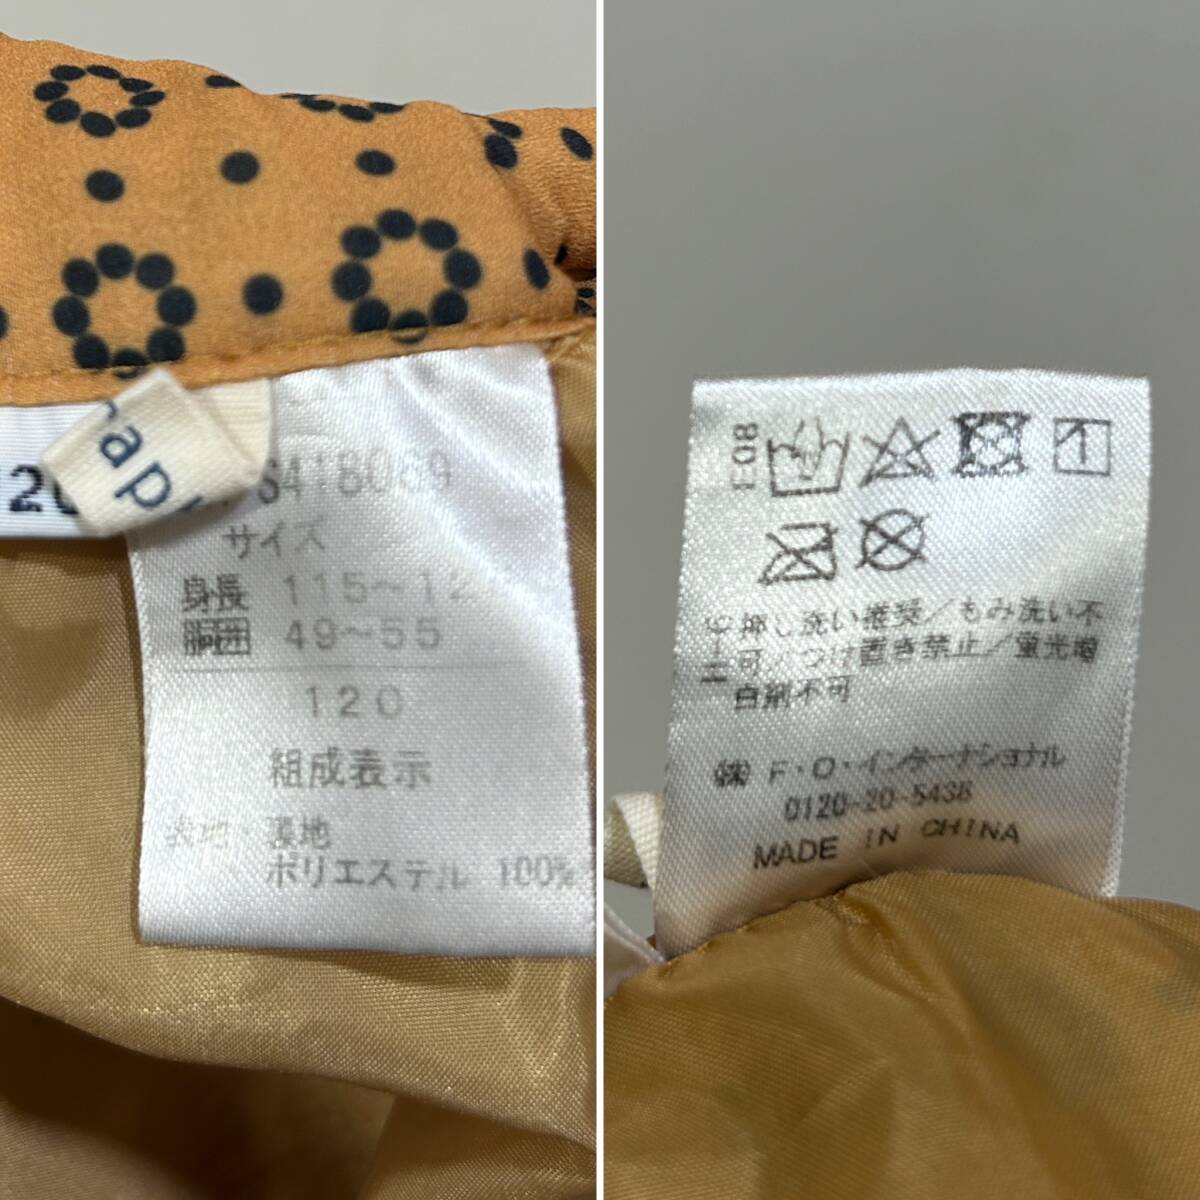 サイズ
身長 115~12
胴囲 49~55
120
組成表示
表地・裏地
ポリエステル 100%
E08
押し洗い推奨/もみ洗い不
可/つけ置き禁止/蛍光増
白剤不可
㈱ F・O・インターナショナル
0120-20-5438
MADE IN CHINA